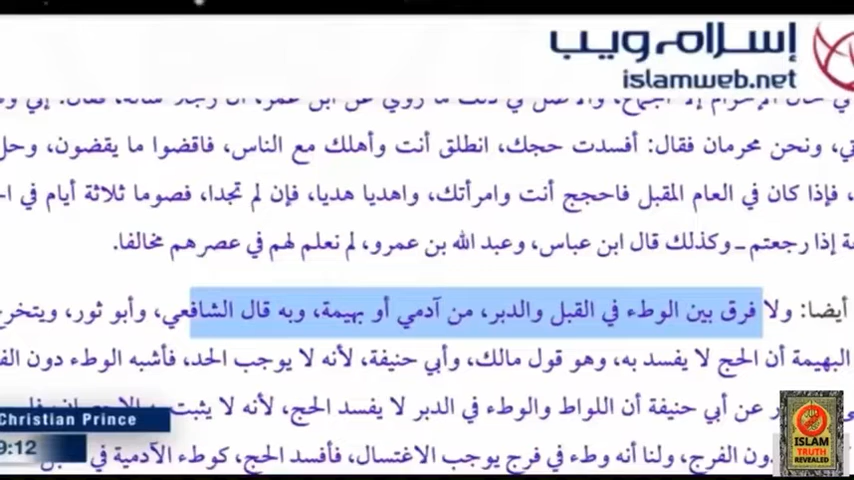 إسلام ويب
islamweb.net
ونحن محرمان فقال: أفسدت حجك، انطلق أنت وأهلك مع الناس، فاقضوا ما يقضون، وحل
فإذا كان في العام المقبل فاحجج أنت وامرأتك، واهديا هديا، فإن لم تجدا، فصوما ثلاثة أيام في
إذا رجعتم ـ وكذلك قال ابن عباس، وعبد الله بن عمرو، لم نعلم لهم في عصرهم مخالفا.
أيضا: ولا فرق بين الوطء في القبل والدبر، من آدمي أو بهيمة، وبه قال الشافعي، وأبو ثور، ويتخرج
البهيمة أن الحج لا يفسد به، وهو قول مالك، وأبي حنيفة، لأنه لا يوجب الحد، فأشبه الوطء دون
عن أبي حنيفة أن اللواط والوطء في الدبر لا يفسد الحج، لأنه لا يثبت
دون الفرج، ولنا أنه وطء في فرج يوجب الاغتسال، فأفسد الحج، كوطء الآدمية في
Christian Prince
9:12
ISLAM
TRUTH
REVEALED